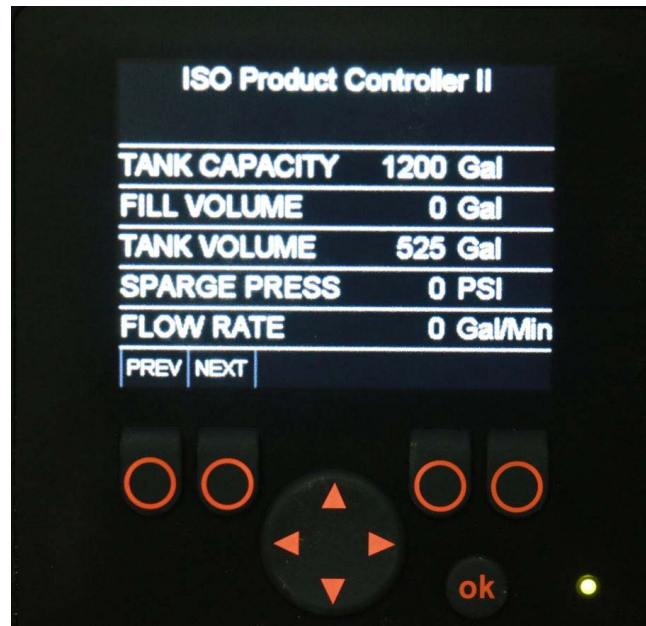 ISO Product Controller II
TANK CAPACITY 1200 Gal
FILL VOLUME 0 Gal
TANK VOLUME 525 Gal
SPARGE PRESS 0 PSI
FLOW RATE 0 Gal/Min
PREV NEXT
ok